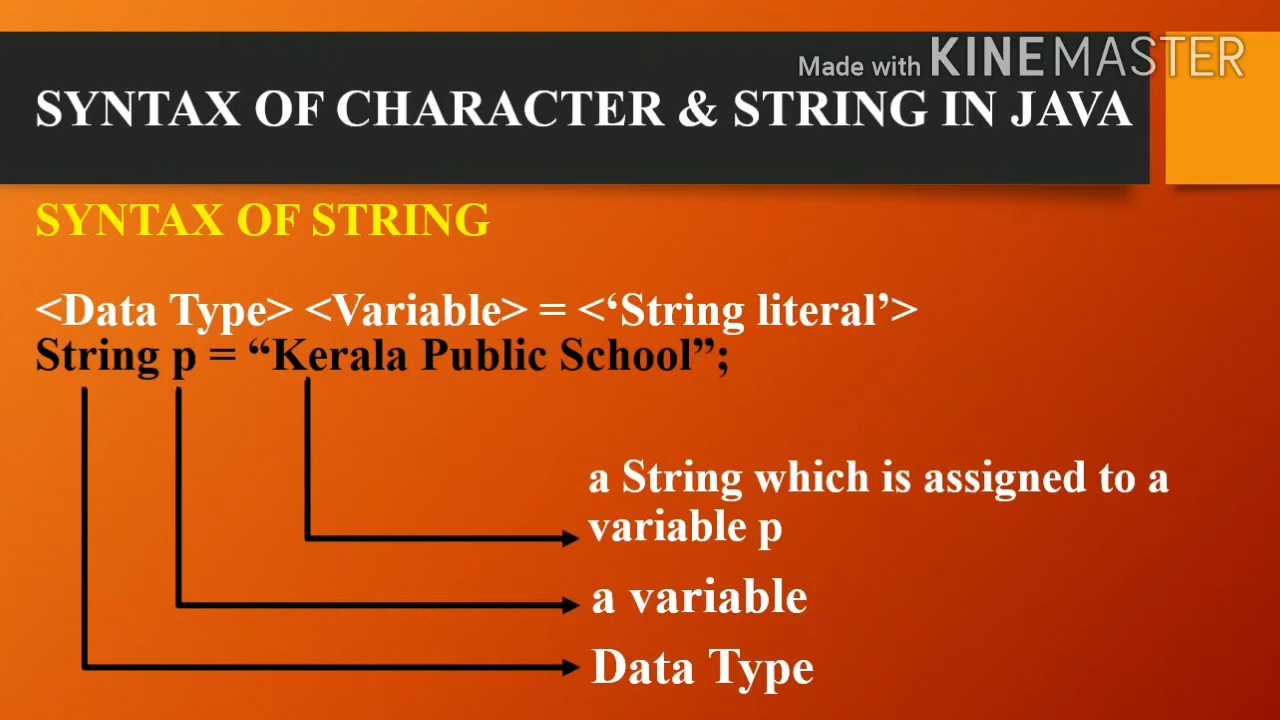 Made with KINEMASTER
SYNTAX OF CHARACTER & STRING IN JAVA
SYNTAX OF STRING
<Data Type> <Variable> = <‘String literal’>
String p = “Kerala Public School”;
a String which is assigned to a
variable p
a variable
Data Type